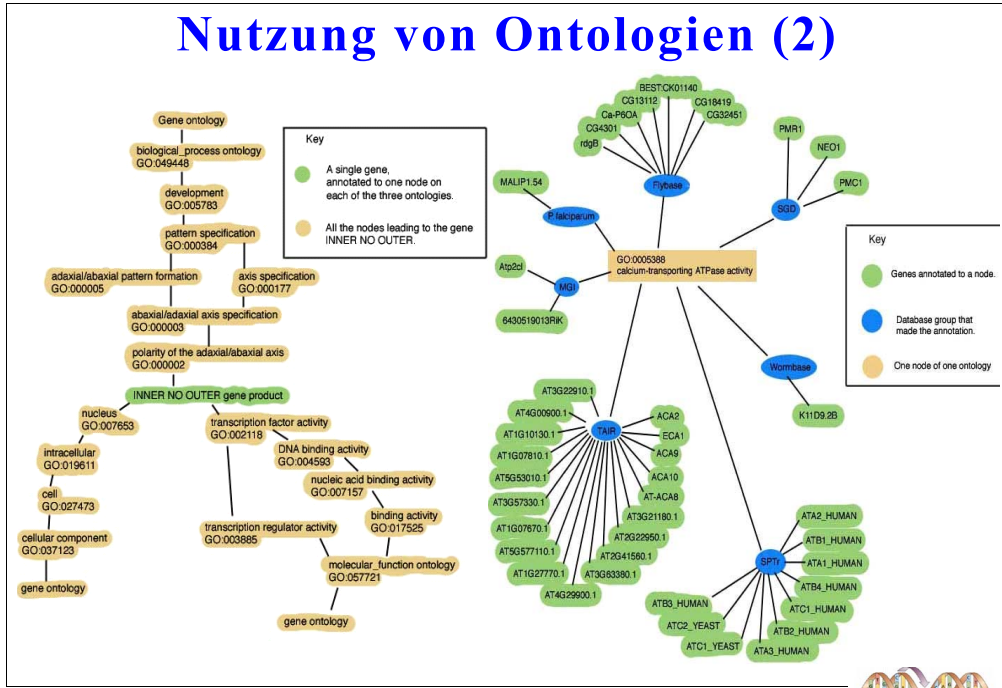 Nutzung von Ontologien (2)
Gene ontology
biological_process ontology
GO:049448
development
GO:005783
pattern specification
GO:000384
adaxial/abaxial pattern formation
GO:000005
axis specification
GO:000177
abaxial/adaxial axis specification
GO:000003
polarity of the adaxial/abaxial axis
GO:000002
INNER NO OUTER gene product
nucleus
GO:007653
intracellular
GO:019611
cell
GO:027473
cellular component
GO:037123
gene ontology
transcription factor activity
GO:002118
DNA binding activity
GO:004593
nucleic acid binding activity
GO:007157
binding activity
GO:017525
transcription regulator activity
GO:003885
molecular_function ontology
GO:057721
gene ontology
Key
A single gene,
annotated to one node on
each of the three ontologies.
All the nodes leading to the gene
INNER NO OUTER.
BEST:CK01140
CG13112
CG18419
Ca-P6OA
CG32451
CG4301
rdgB
Flybase
PMR1
NEO1
PMC1
SGD
MALIP1.54
P falciparum
GO:0005388
calcium-transporting ATPase activity
Atp2cl
MGI
6430519013RiK
Key
Genes annotated to a node.
Database group that
made the annotation.
One node of one ontology
Wormbase
K11D9.2B
TAIR
AT3G22910.1
AT4G00900.1
AT1G10130.1
AT1G07810.1
AT5G53010.1
AT3G57330.1
AT1G07670.1
AT5G577110.1
AT1G27770.1
AT4G29900.1
ACA2
ECA1
ACA9
ACA10
AT-ACA8
AT3G21180.1
AT2G22950.1
AT2G41560.1
AT3G63380.1
SPTr
ATA2_HUMAN
ATB1_HUMAN
ATA1_HUMAN
ATB4_HUMAN
ATC1_HUMAN
ATB2_HUMAN
ATA3_HUMAN
ATB3_HUMAN
ATC2_YEAST
ATC1_YEAST